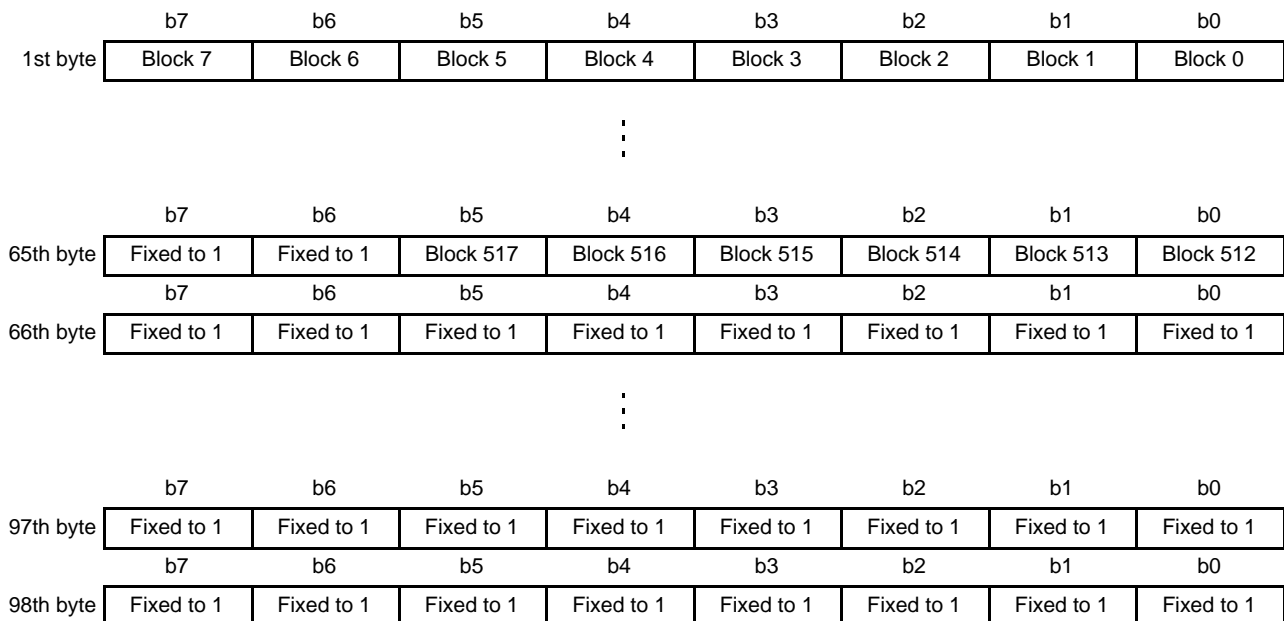 b7 b6 b5 b4 b3 b2 b1 b0
1st byte Block 7 Block 6 Block 5 Block 4 Block 3 Block 2 Block 1 Block 0
b7 b6 b5 b4 b3 b2 b1 b0
65th byte Fixed to 1 Fixed to 1 Block 517 Block 516 Block 515 Block 514 Block 513 Block 512
b7 b6 b5 b4 b3 b2 b1 b0
66th byte Fixed to 1 Fixed to 1 Fixed to 1 Fixed to 1 Fixed to 1 Fixed to 1 Fixed to 1 Fixed to 1
b7 b6 b5 b4 b3 b2 b1 b0
97th byte Fixed to 1 Fixed to 1 Fixed to 1 Fixed to 1 Fixed to 1 Fixed to 1 Fixed to 1 Fixed to 1
b7 b6 b5 b4 b3 b2 b1 b0
98th byte Fixed to 1 Fixed to 1 Fixed to 1 Fixed to 1 Fixed to 1 Fixed to 1 Fixed to 1 Fixed to 1